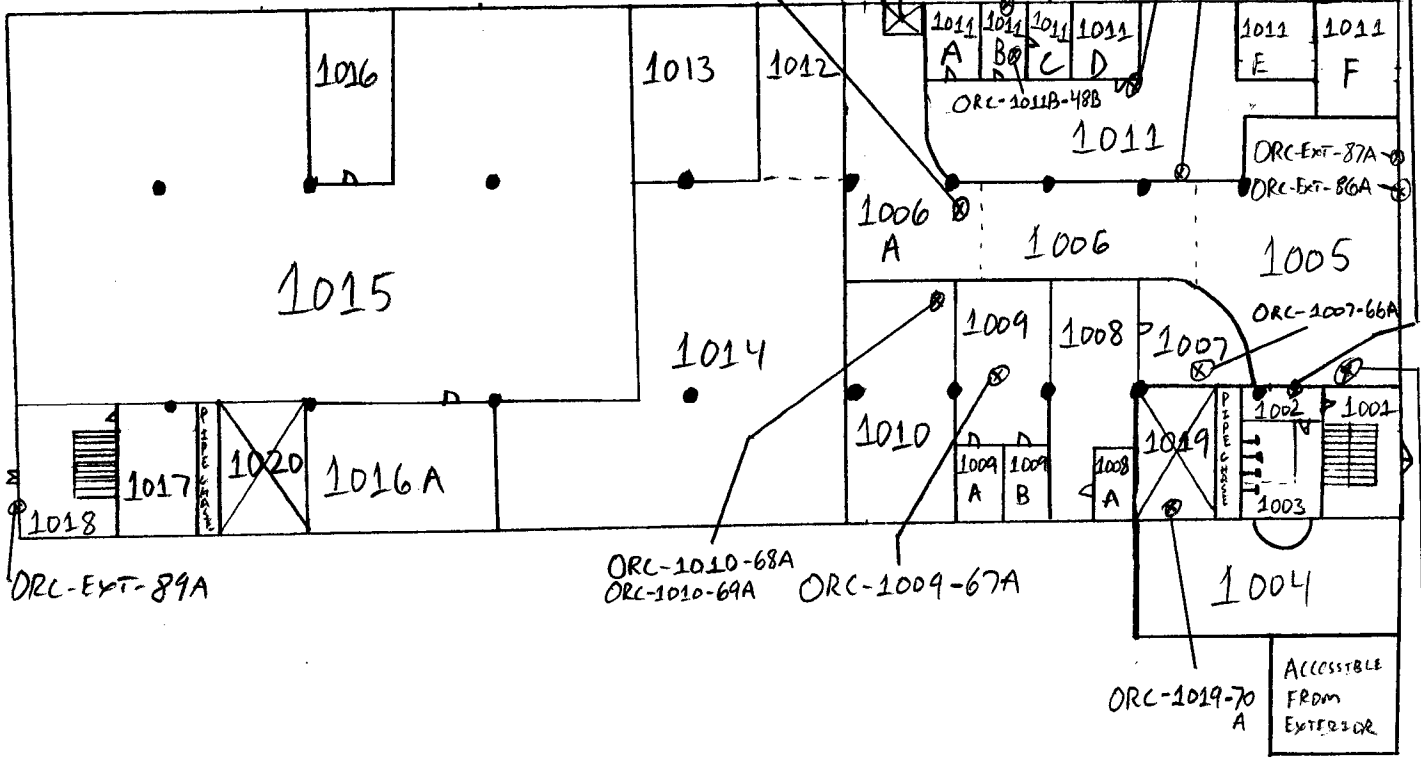 1016
1013
1012
1011
A
1011
B
1011
C
1011
D
1011
E
1011
F
ORC-1011B-48B
1011
ORC-EXT-87A
ORC-EXT-86A
1006
A
1006
1005
1015
1014
1009
1008
1007
ORC-1007-66A
1010
1002
1001
1003
1019
PIPE CHASE
1018
1017
PIPE CHASE
1020
1016A
1009
A
1009
B
1008
A
ORC-EXT-89A
ORC-1010-68A
ORC-1010-69A
ORC-1009-67A
1004
ORC-1019-70
A
ACCESSIBLE
FROM
EXTERIOR